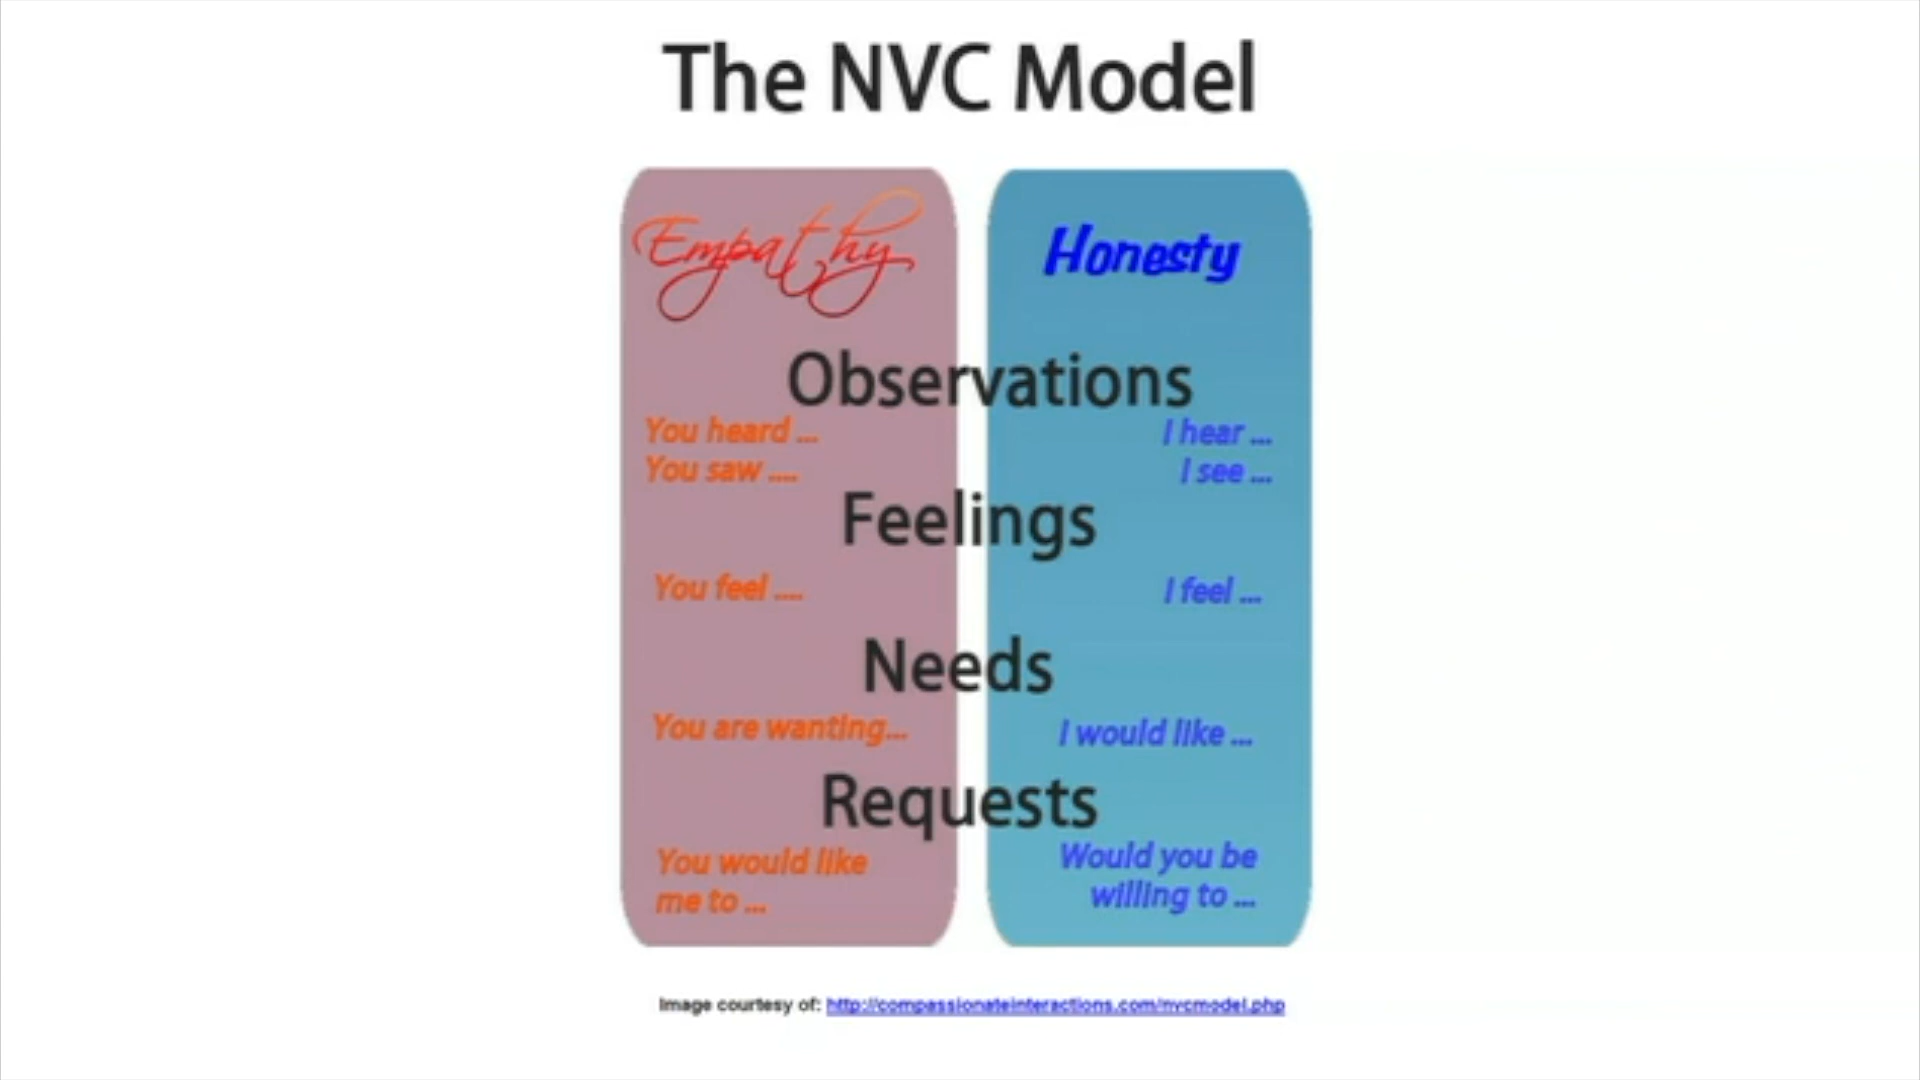 The NVC Model
Empathy
Honesty
Observations
You heard ...
I hear ...
You saw ....
I see ...
Feelings
You feel ....
I feel ...
Needs
You are wanting...
I would like ...
Requests
You would like
me to ...
Would you be
willing to ...
Image courtesy of: http://compassionateinteractions.com/nvcmodel.php